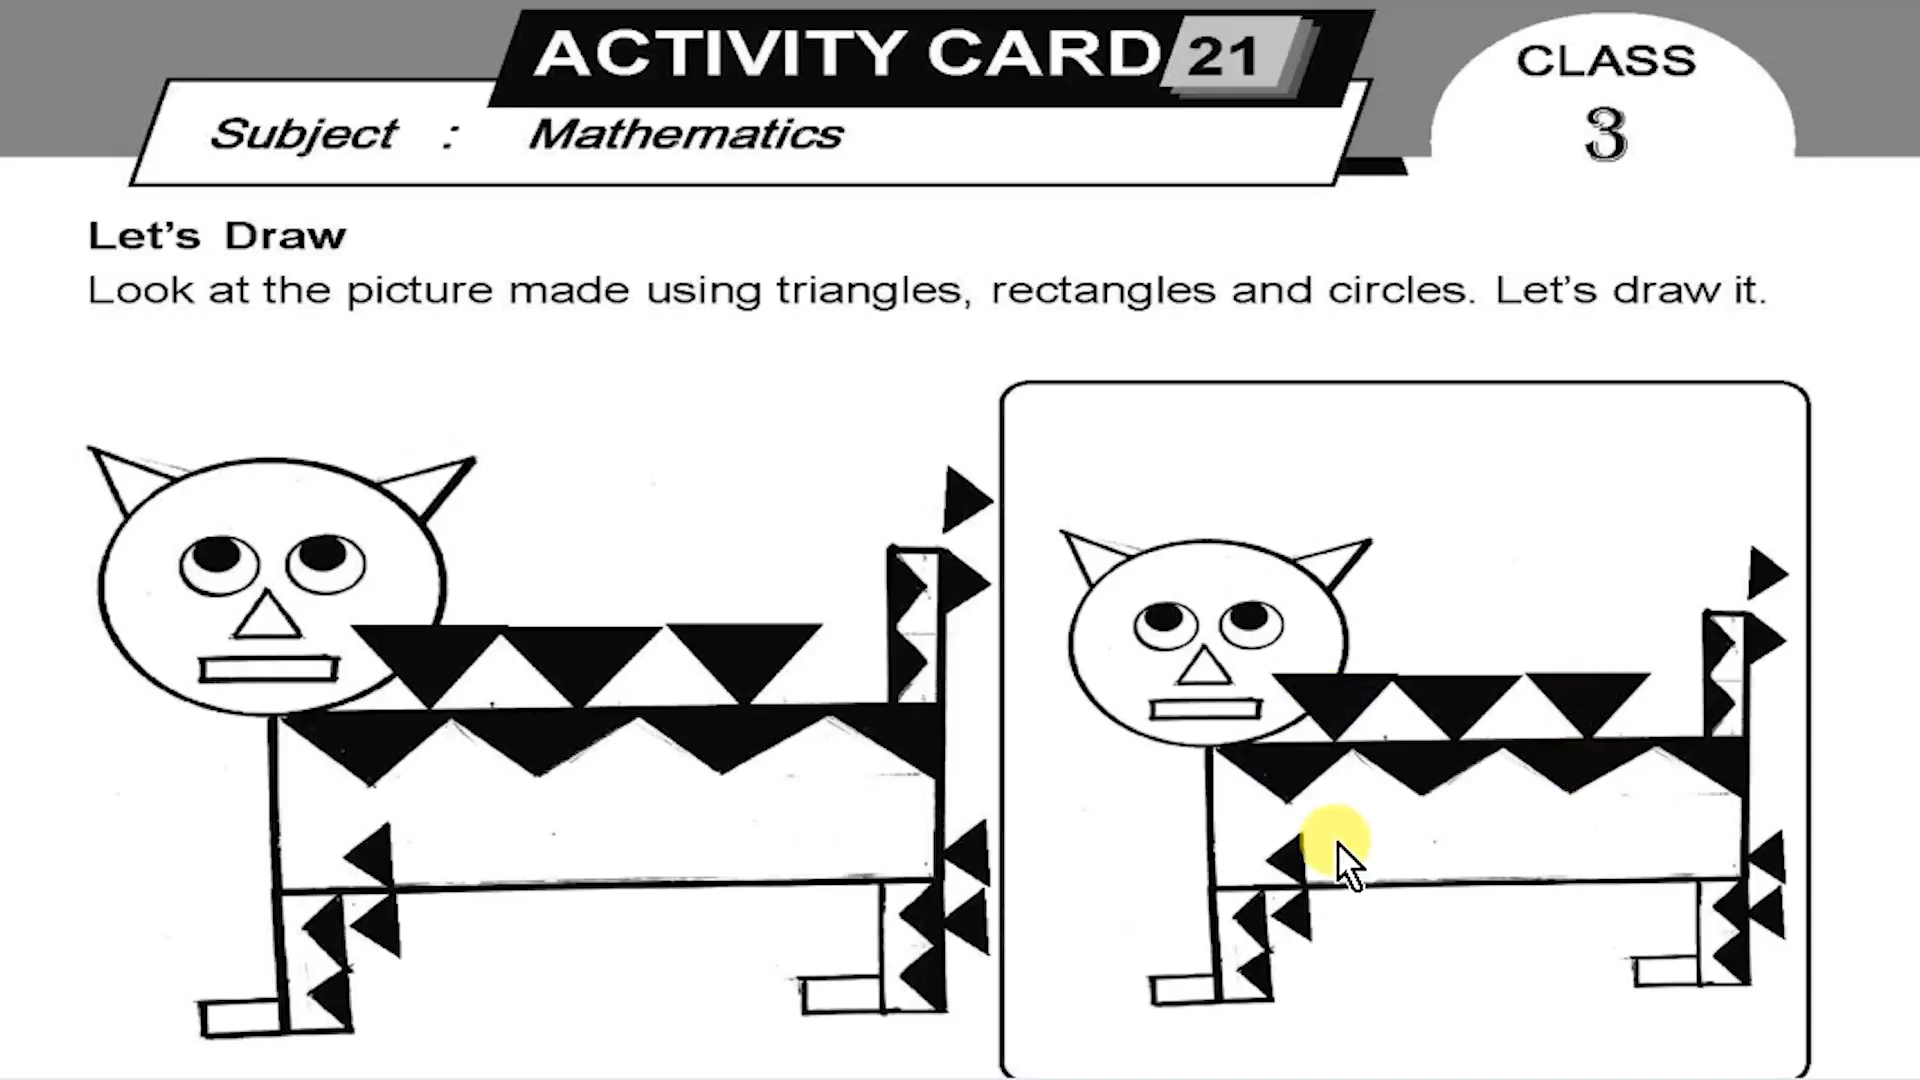 ACTIVITY CARD 21
CLASS
3
Subject : Mathematics
Let's Draw
Look at the picture made using triangles, rectangles and circles. Let's draw it.